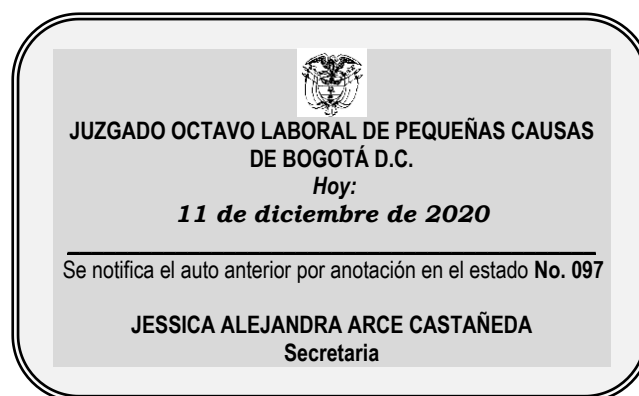 JUZGADO OCTAVO LABORAL DE PEQUEÑAS CAUSAS
DE BOGOTÁ D.C.
Hoy:
11 de diciembre de 2020
Se notifica el auto anterior por anotación en el estado No. 097
JESSICA ALEJANDRA ARCE CASTAÑEDA
Secretaria